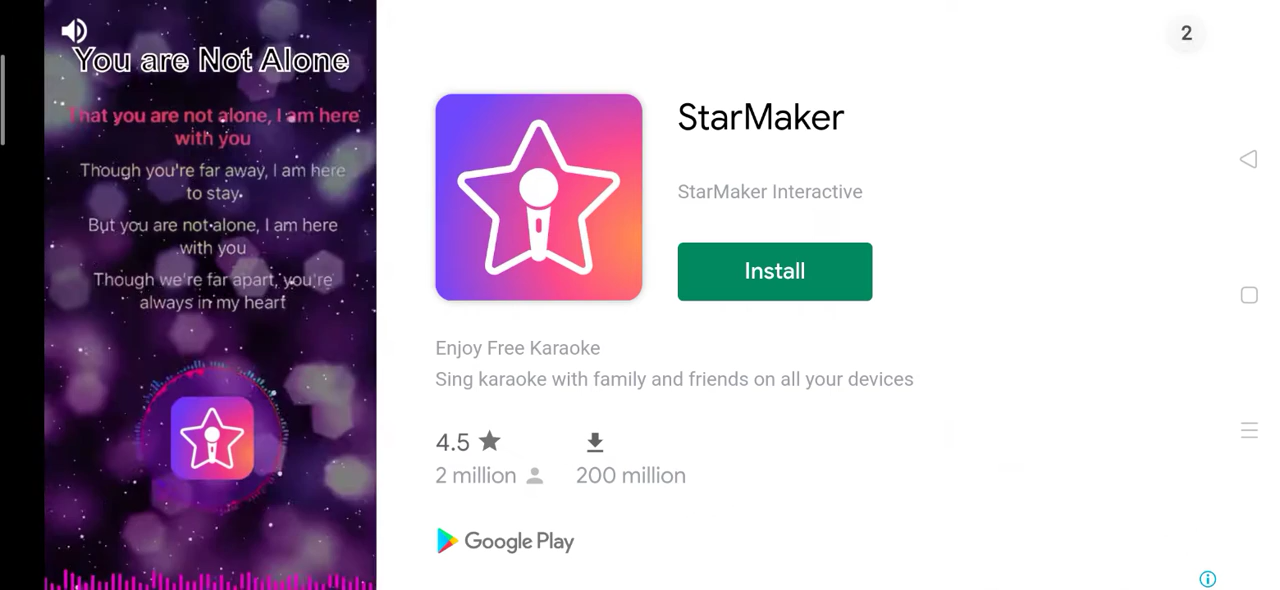 You are Not Alone
That you are not alone, I am here
with you
Though you're far away, I am here
to stay
But you are not alone, I am here
with you
Though we're far apart, you're
always in my heart
2
StarMaker
StarMaker Interactive
Install
Enjoy Free Karaoke
Sing karaoke with family and friends on all your devices
4.5
2 million
200 million
Google Play